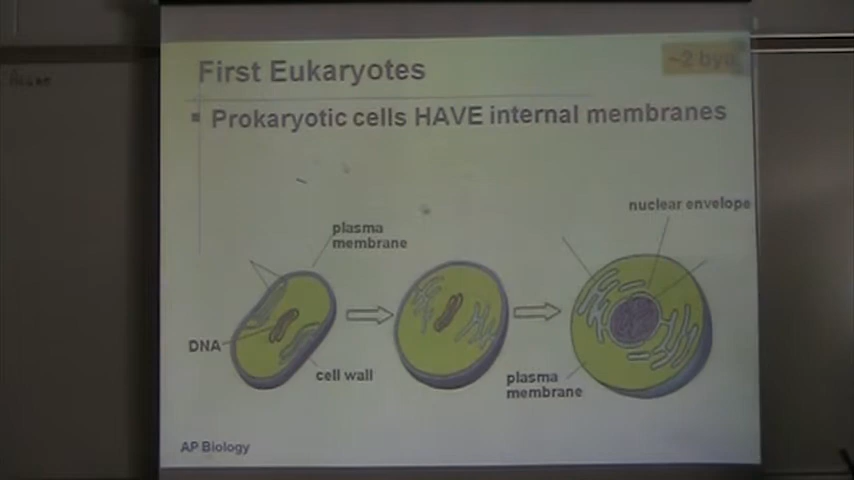 First Eukaryotes
~2 bya
Prokaryotic cells HAVE internal membranes
nuclear envelope
plasma
membrane
DNA
cell wall
plasma
membrane
AP Biology